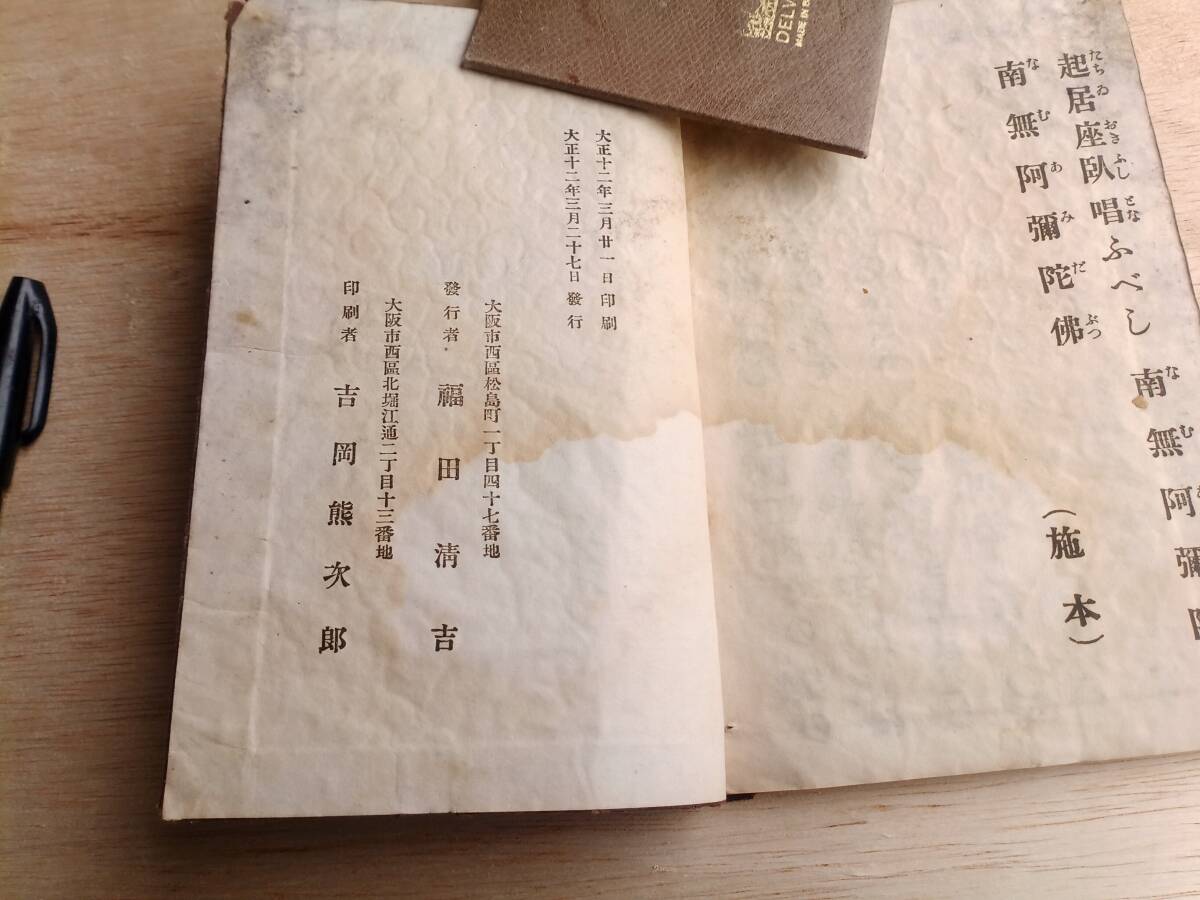 起居座臥唱ふべし 南無阿彌
南無阿彌陀佛
(施本)
大正十二年三月廿一日印刷
大正十二年三月二十七日發行
大阪市西區松島町一丁目四十七番地
發行者 福田淸吉
大阪市西區北堀江通二丁目十三番地
印刷者 吉岡熊次郎
DELV
MADE IN